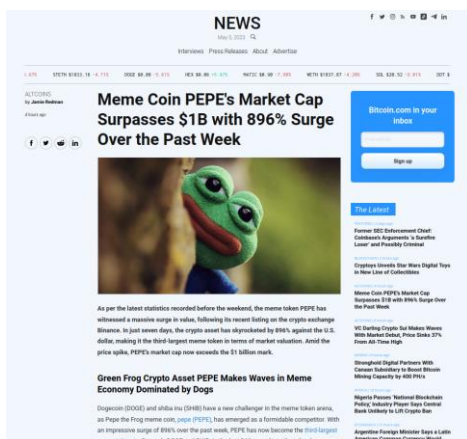 NEWS
May 5, 2023
Interviews Press Releases About Advertise
ALTCOINS
by Jamie Redman
4 hours ago
Meme Coin PEPE's Market Cap
Surpasses $1B with 896% Surge
Over the Past Week
As per the latest statistics recorded before the weekend, the meme token PEPE has
witnessed a massive surge in value, following its recent listing on the crypto exchange
Binance. In just seven days, the crypto asset has skyrocketed by 896% against the U.S.
dollar, making it the third-largest meme token in terms of market valuation. Amid the
price spike, PEPE's market cap now exceeds the $1 billion mark.
Green Frog Crypto Asset PEPE Makes Waves in Meme
Economy Dominated by Dogs
Dogecoin (DOGE) and shiba inu (SHIB) have a new challenger in the meme token arena,
as Pepe the Frog meme coin, pepe (PEPE), has emerged as a formidable competitor. With
an impressive surge of 896% over the past week, PEPE has now become the third-largest
Bitcoin.com in your
inbox
Sign up
The Latest
Former SEC Enforcement Chief:
Coinbase's Arguments 'a Surefire
Loser' and Possibly Criminal
Cryptoys Unveils Star Wars Digital Toys
in New Line of Collectibles
Meme Coin PEPE's Market Cap
Surpasses $1B with 896% Surge Over
the Past Week
VC Darling Crypto Sui Makes Waves
With Market Debut, Price Sinks 37%
From All-Time High
Stronghold Digital Partners With
Canaan Subsidiary to Boost Bitcoin
Mining Capacity by 400 PH/s
Nigeria Passes 'National Blockchain
Policy,' Industry Player Says Central
Bank Unlikely to Lift Crypto Ban
Argentine Foreign Minister Says a Latin